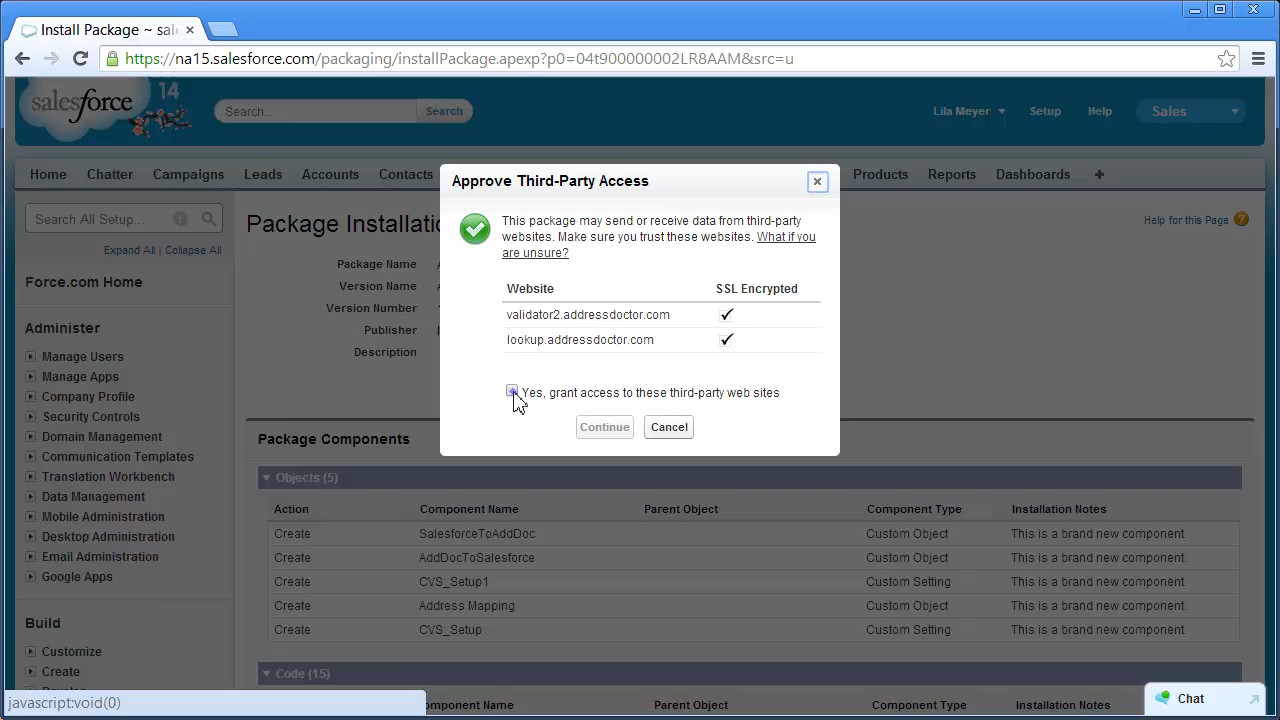 Install Package ~ sal
https://na15.salesforce.com/packaging/installPackage.apexp?p0=04t900000002LR8AAM&src=u
salesforce
14
Search...
Search
Lila Meyer
Setup
Help
Sales
Home
Chatter
Campaigns
Leads
Accounts
Contacts
Products
Reports
Dashboards
Search All Setup...
Expand All | Collapse All
Force.com Home
Administer
Manage Users
Manage Apps
Company Profile
Security Controls
Domain Management
Communication Templates
Translation Workbench
Data Management
Mobile Administration
Desktop Administration
Email Administration
Google Apps
Build
Customize
Create
Package Installati
Help for this Page
Package Name
Version Name
Version Number
Publisher
Description
Approve Third-Party Access
This package may send or receive data from third-party
websites. Make sure you trust these websites. What if you
are unsure?
Website SSL Encrypted
validator2.addressdoctor.com
lookup.addressdoctor.com
Yes, grant access to these third-party web sites
Continue
Cancel
Package Components
Objects (5)
Action Component Name Parent Object Component Type Installation Notes
Create SalesforceToAddDoc Custom Object This is a brand new component.
Create AddDocToSalesforce Custom Object This is a brand new component.
Create CVS_Setup1 Custom Setting This is a brand new component.
Create Address Mapping Custom Object This is a brand new component.
Create CVS_Setup Custom Setting This is a brand new component.
Code (15)
omponent Name Parent Object Component Type Installation Notes
javascript:void(0)
Chat